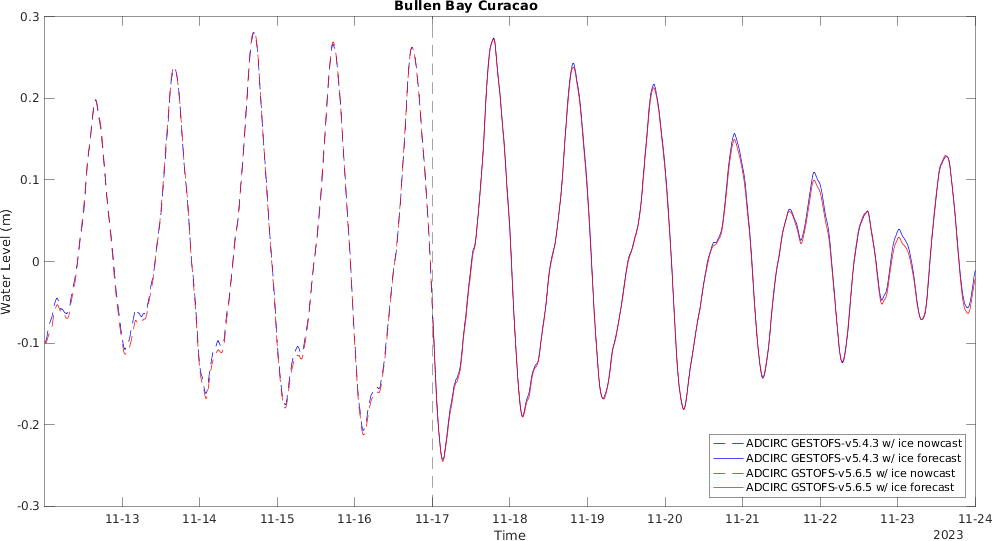 Bullen Bay Curacao
0.3
0.2
0.1
0
-0.1
-0.2
-0.3
Water Level (m)
ADCIRC GESTOFS-v5.4.3 w/ ice nowcast
ADCIRC GESTOFS-v5.4.3 w/ ice forecast
ADCIRC GSTOFS-v5.6.5 w/ ice nowcast
ADCIRC GSTOFS-v5.6.5 w/ ice forecast
11-13 11-14 11-15 11-16 11-17 11-18 11-19 11-20 11-21 11-22 11-23 11-24
Time
2023